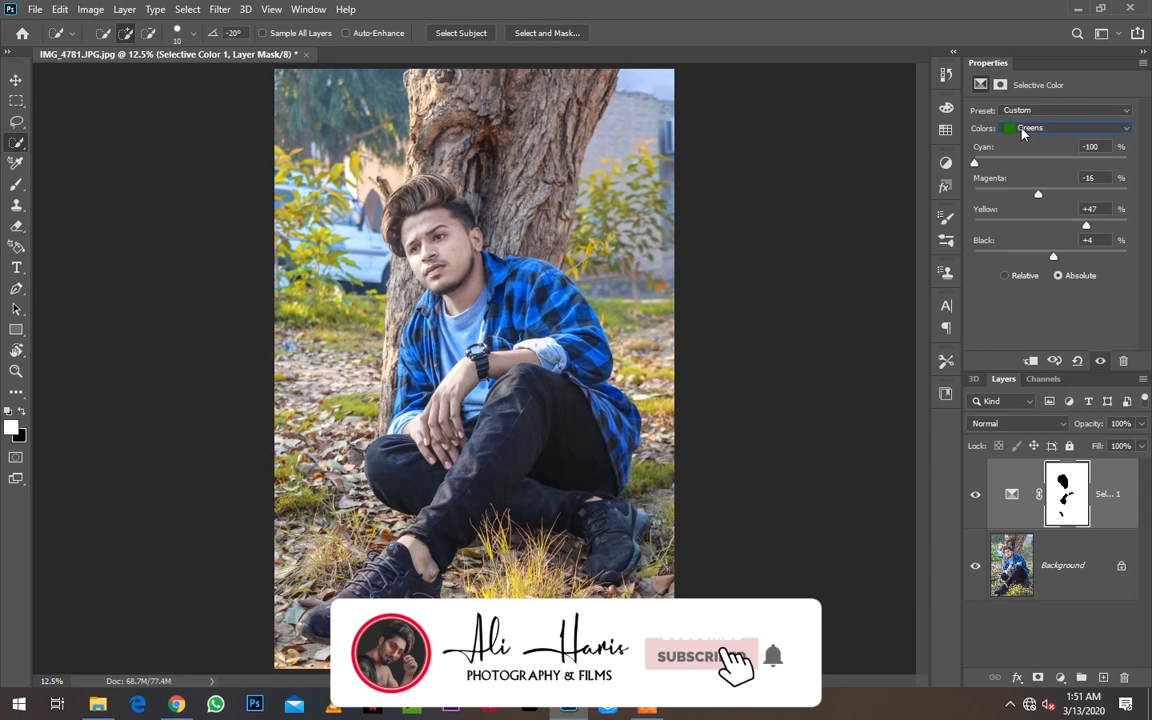 Ps File Edit Image Layer Type Select Filter 3D View Window Help
10 -20° Sample All Layers Auto-Enhance Select Subject Select and Mask...
IMG_4781.JPG.jpg @ 12.5% (Selective Color 1, Layer Mask/8) * ×
Properties
Selective Color
Preset: Custom
Colors: Greens
Cyan: -100 %
Magenta: -16 %
Yellow: +47 %
Black: +4 %
Relative Absolute
3D Layers Channels
Kind
Normal Opacity: 100%
Lock: Fill: 100%
Sel... 1
Background
Ali Haris
PHOTOGRAPHY & FILMS
SUBSCRIBED
12.5% Doc: 68.7M/77.4M
1:51 AM
3/13/2020